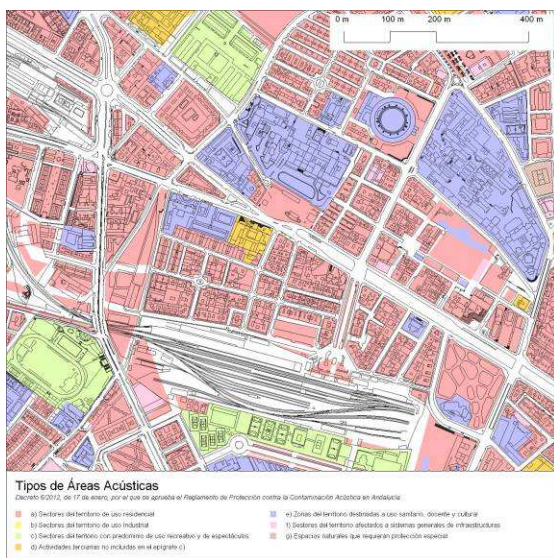 0 m 100 m 200 m 400 m
Tipos de Áreas Acústicas
Decreto 6/2012, de 17 de enero, por el que se aprueba el Reglamento de Protección contra la Contaminación Acústica en Andalucía
a) Sectores del territorio de uso residencial
b) Sectores del territorio de uso Industrial
c) Sectores del territorio con predominio de uso recreativo y de espectáculos
d) Actividades terciarias no incluidas en el epígrafe c)
e) Zonas del territorio destinadas a uso sanitario, docente y cultural
f) Sectores del territorio afectados a sistemas generales de infraestructuras
g) Espacios naturales que requieran protección especial